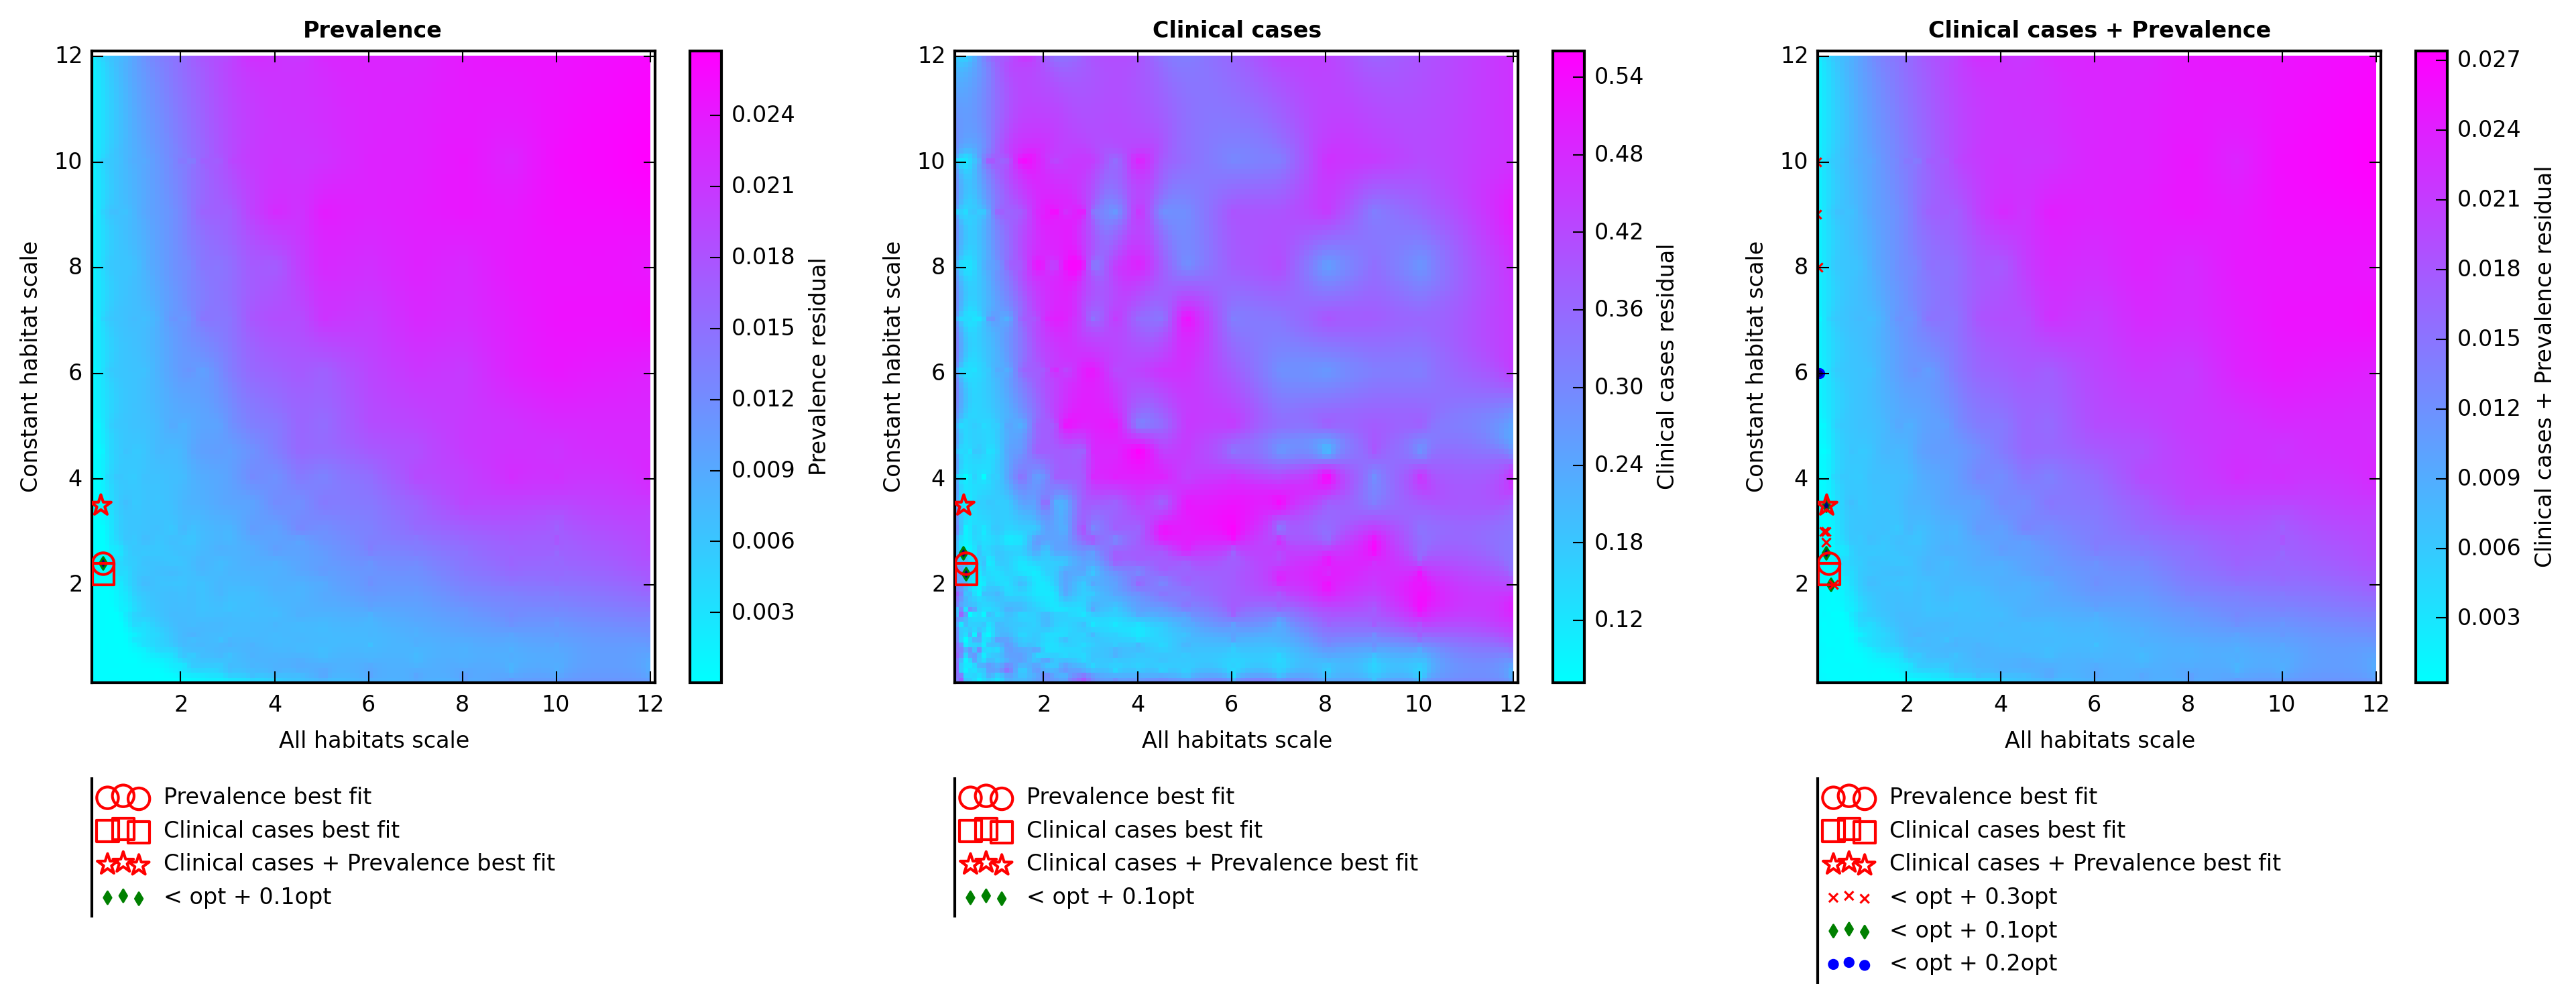 Prevalence
12
10
8
6
4
2
Constant habitat scale
2 4 6 8 10 12
All habitats scale
0.024
0.021
0.018
0.015
0.012
0.009
0.006
0.003
Prevalence residual
Prevalence best fit
Clinical cases best fit
Clinical cases + Prevalence best fit
< opt + 0.1opt
Clinical cases
12
10
8
6
4
2
Constant habitat scale
2 4 6 8 10 12
All habitats scale
0.54
0.48
0.42
0.36
0.30
0.24
0.18
0.12
Clinical cases residual
Prevalence best fit
Clinical cases best fit
Clinical cases + Prevalence best fit
< opt + 0.1opt
Clinical cases + Prevalence
12
10
8
6
4
2
Constant habitat scale
2 4 6 8 10 12
All habitats scale
0.027
0.024
0.021
0.018
0.015
0.012
0.009
0.006
0.003
Clinical cases + Prevalence residual
Prevalence best fit
Clinical cases best fit
Clinical cases + Prevalence best fit
< opt + 0.3opt
< opt + 0.1opt
< opt + 0.2opt